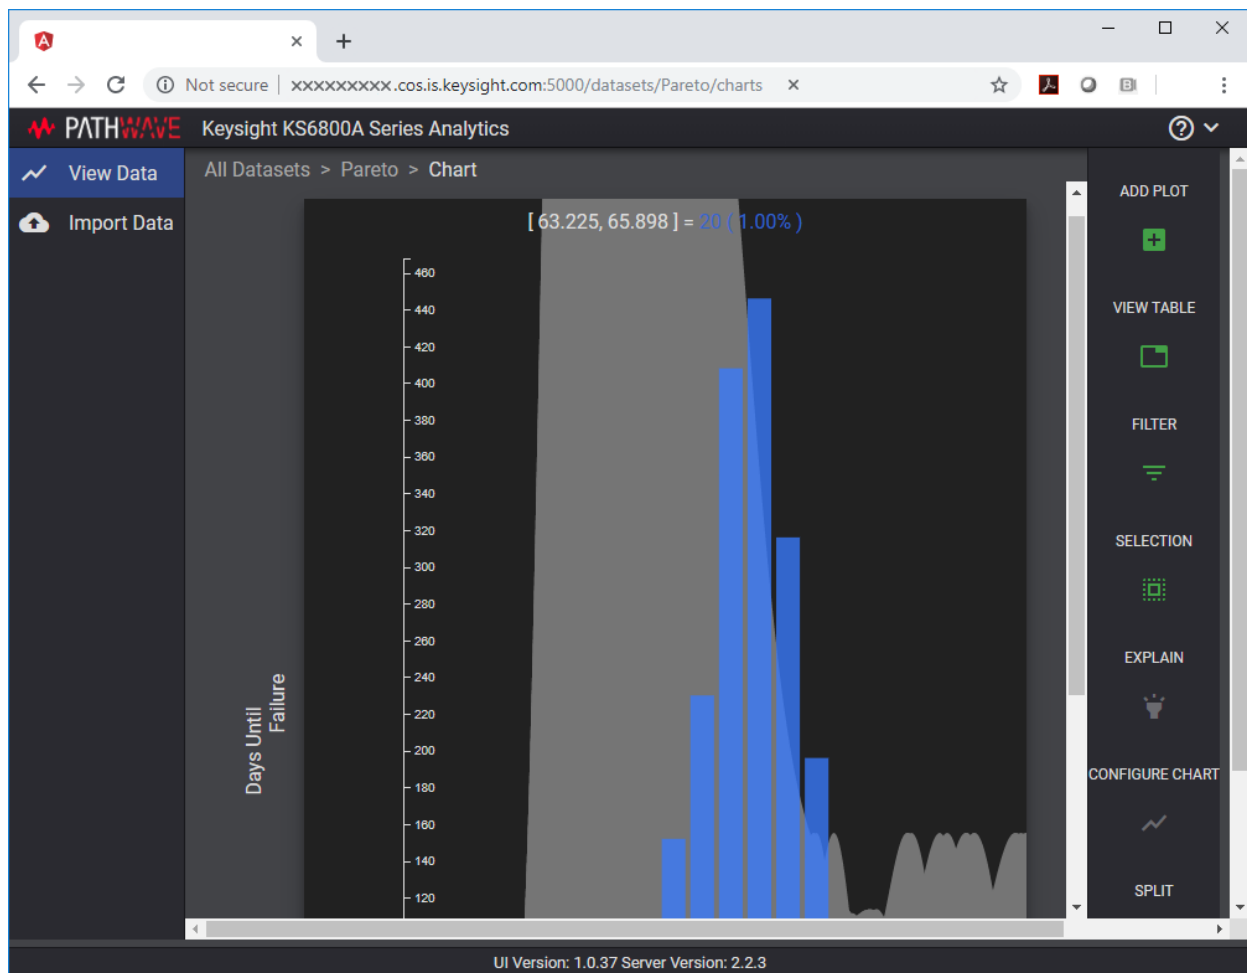 Not secure | xxxxxxxxx.cos.is.keysight.com:5000/datasets/Pareto/charts
PATHWAVE Keysight KS6800A Series Analytics
View Data
Import Data
All Datasets > Pareto > Chart
[ 63.225, 65.898 ] = 20 ( 1.00% )
460
440
420
400
380
360
340
320
300
280
260
240
220
200
180
160
140
120
Days Until
Failure
ADD PLOT
VIEW TABLE
FILTER
SELECTION
EXPLAIN
CONFIGURE CHART
SPLIT
UI Version: 1.0.37 Server Version: 2.2.3